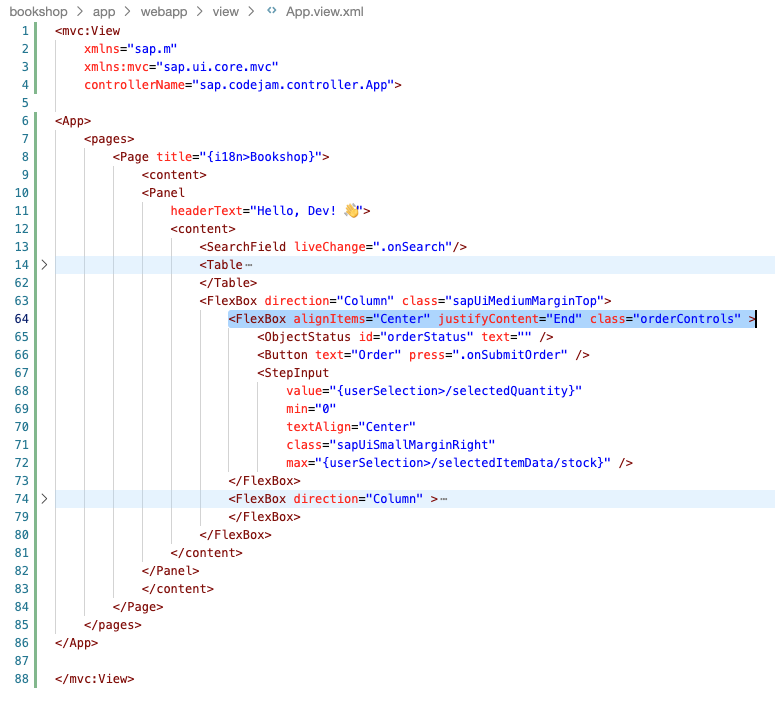 bookshop > app > webapp > view > <> App.view.xml
1 <mvc:View
2 xmlns="sap.m"
3 xmlns:mvc="sap.ui.core.mvc"
4 controllerName="sap.codejam.controller.App">
5
6 <App>
7 <pages>
8 <Page title="{i18n>Bookshop}">
9 <content>
10 <Panel
11 headerText="Hello, Dev! 👋">
12 <content>
13 <SearchField liveChange=".onSearch"/>
14 > <Table⋯
62 </Table>
63 <FlexBox direction="Column" class="sapUiMediumMarginTop">
64 <FlexBox alignItems="Center" justifyContent="End" class="orderControls" >
65 <ObjectStatus id="orderStatus" text="" />
66 <Button text="Order" press=".onSubmitOrder" />
67 <StepInput
68 value="{userSelection>/selectedQuantity}"
69 min="0"
70 textAlign="Center"
71 class="sapUiSmallMarginRight"
72 max="{userSelection>/selectedItemData/stock}" />
73 </FlexBox>
74 > <FlexBox direction="Column" >⋯
79 </FlexBox>
80 </FlexBox>
81 </content>
82 </Panel>
83 </content>
84 </Page>
85 </pages>
86 </App>
87
88 </mvc:View>